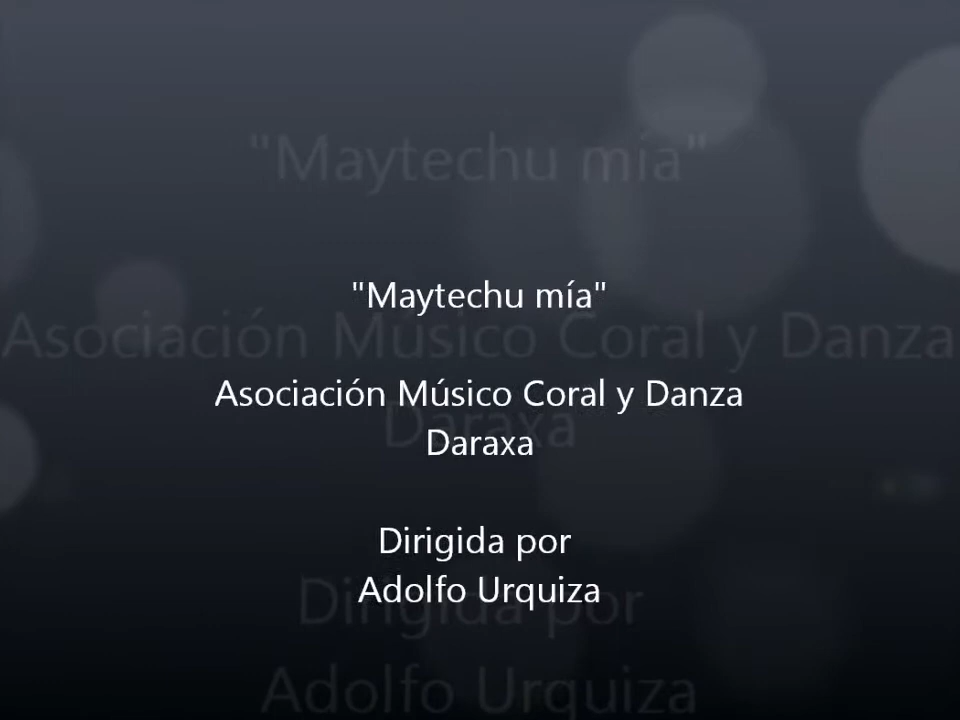 "Maytechu mía"
Asociación Músico Coral y Danza
Daraxa
Dirigida por
Adolfo Urquiza